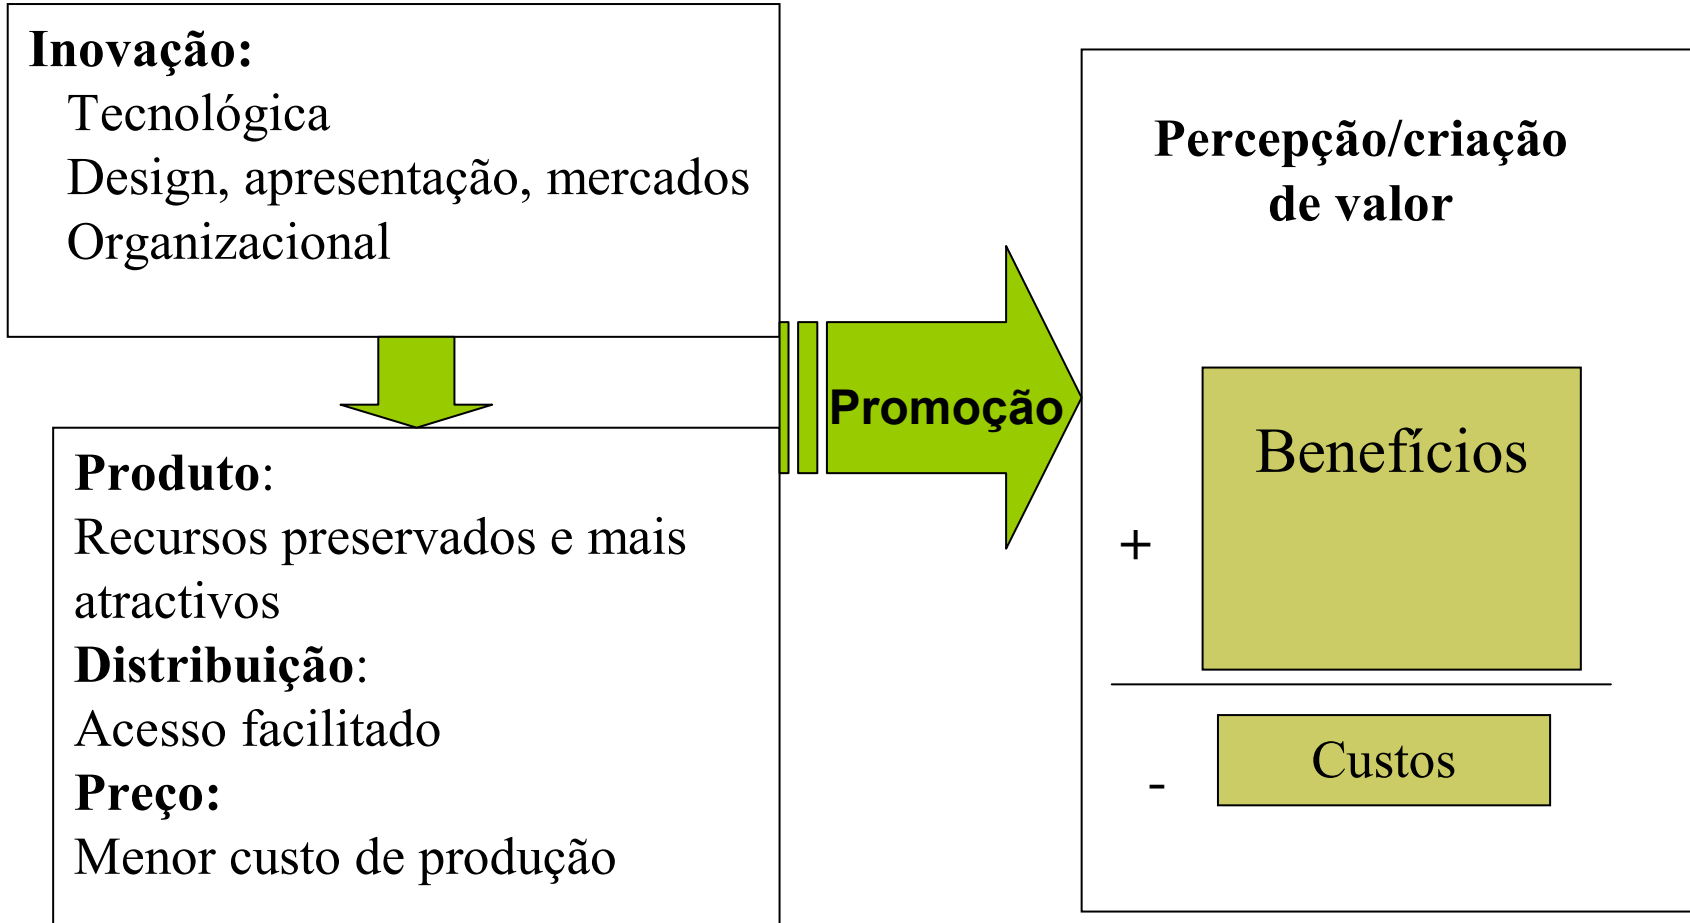 Inovação:
Tecnológica
Design, apresentação, mercados
Organizacional
Produto:
Recursos preservados e mais
atractivos
Distribuição:
Acesso facilitado
Preço:
Menor custo de produção
Promoção
Percepção/criação
de valor
Benefícios
+
Custos
-